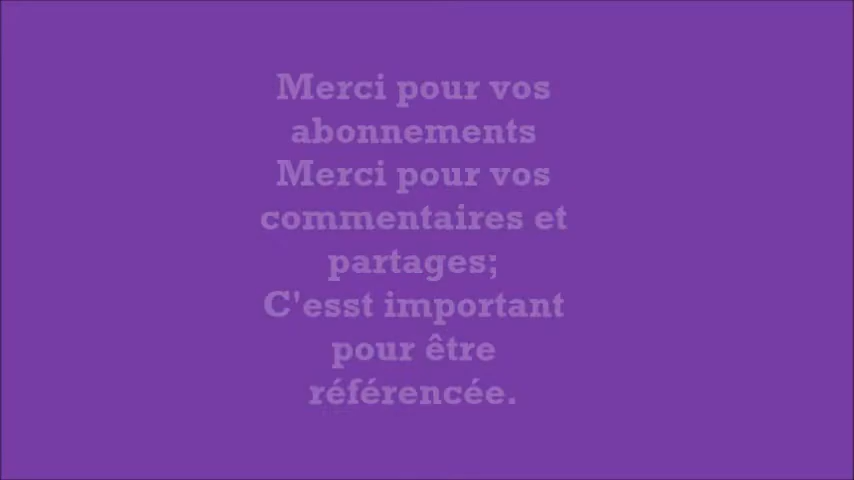 Merci pour vos
abonnements
Merci pour vos
commentaires et
partages;
C'esst important
pour être
référencée.